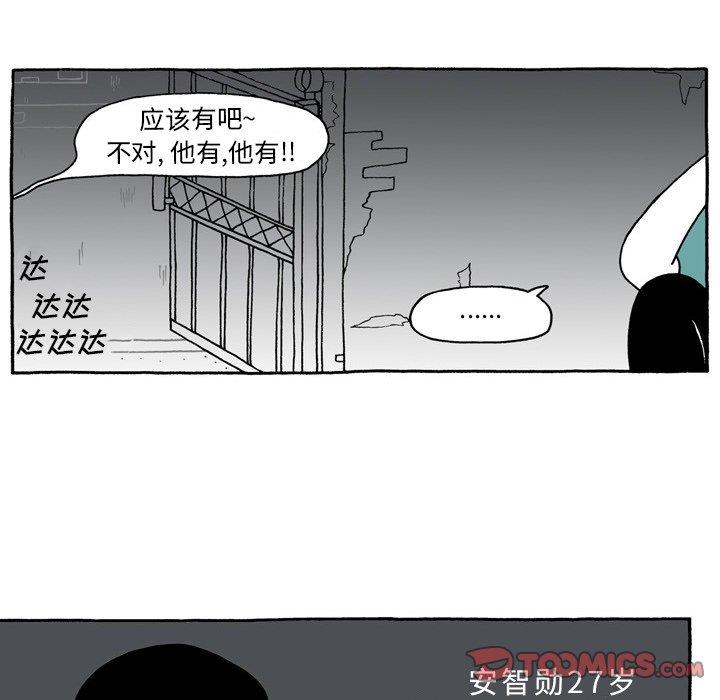 应该有吧~
不对, 他有,他有!!
达
达达
达达达
......
安智勋27岁
TOOMICS.COM